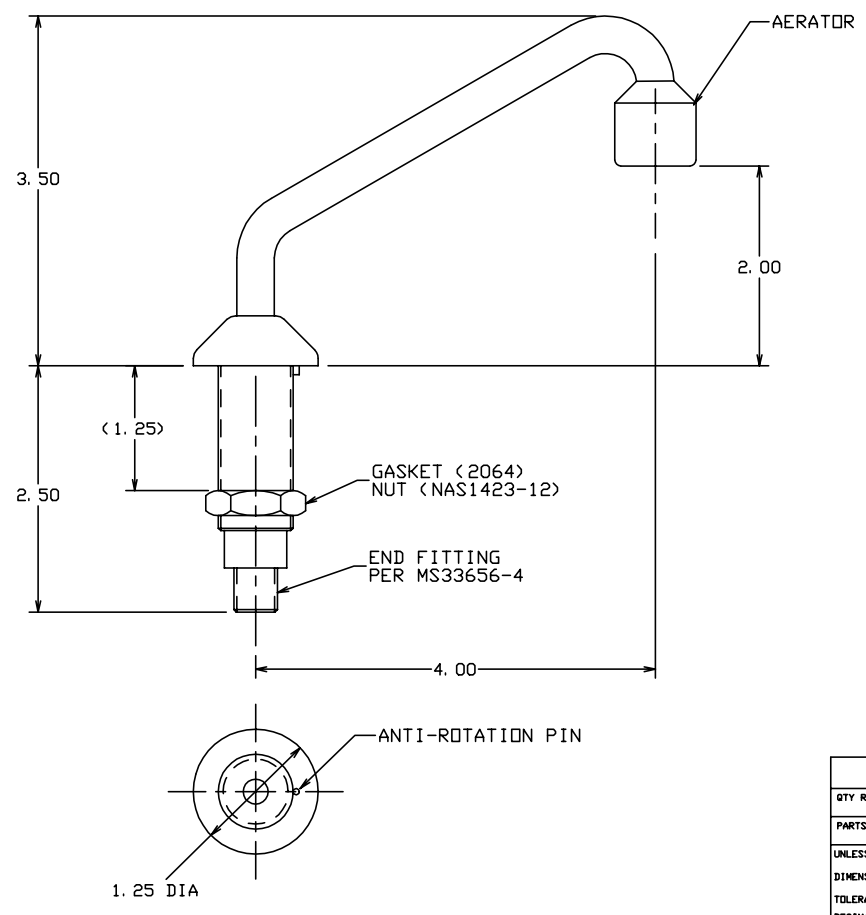 AERATOR
3.50
2.00
(1.25)
GASKET (2064)
NUT (NAS1423-12)
2.50
END FITTING
PER MS33656-4
4.00
ANTI-ROTATION PIN
1.25 DIA
QTY R
PARTS
UNLESS
DIMENS
TOLERA